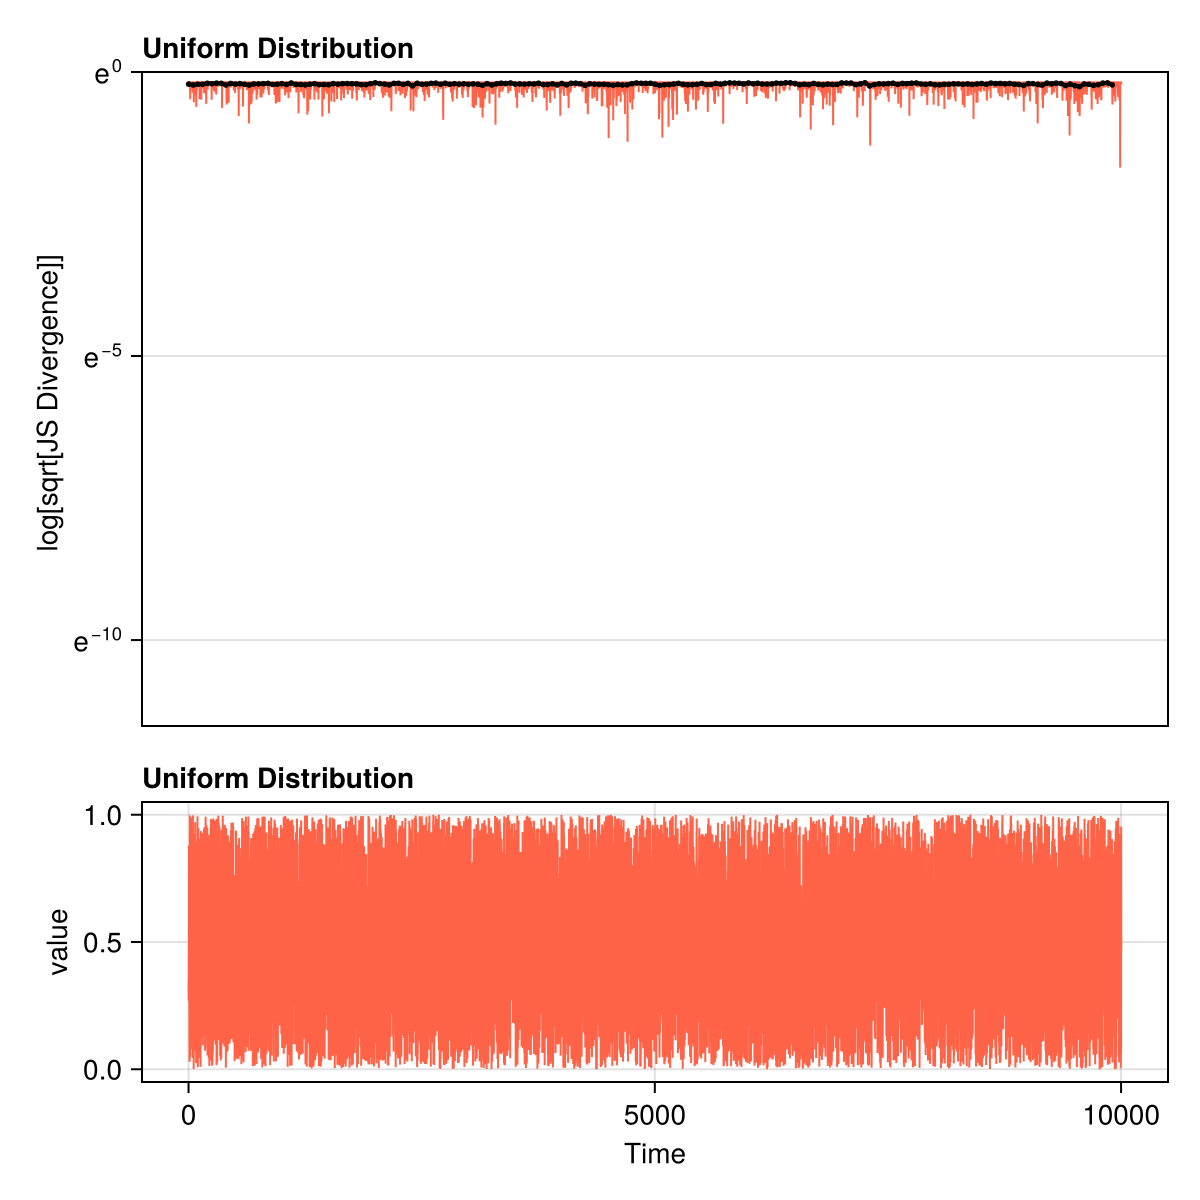 Uniform Distribution
e⁰
e⁻⁵
e⁻¹⁰
log[sqrt[JS Divergence]]
Uniform Distribution
1.0
0.5
0.0
value
0 5000 10000
Time